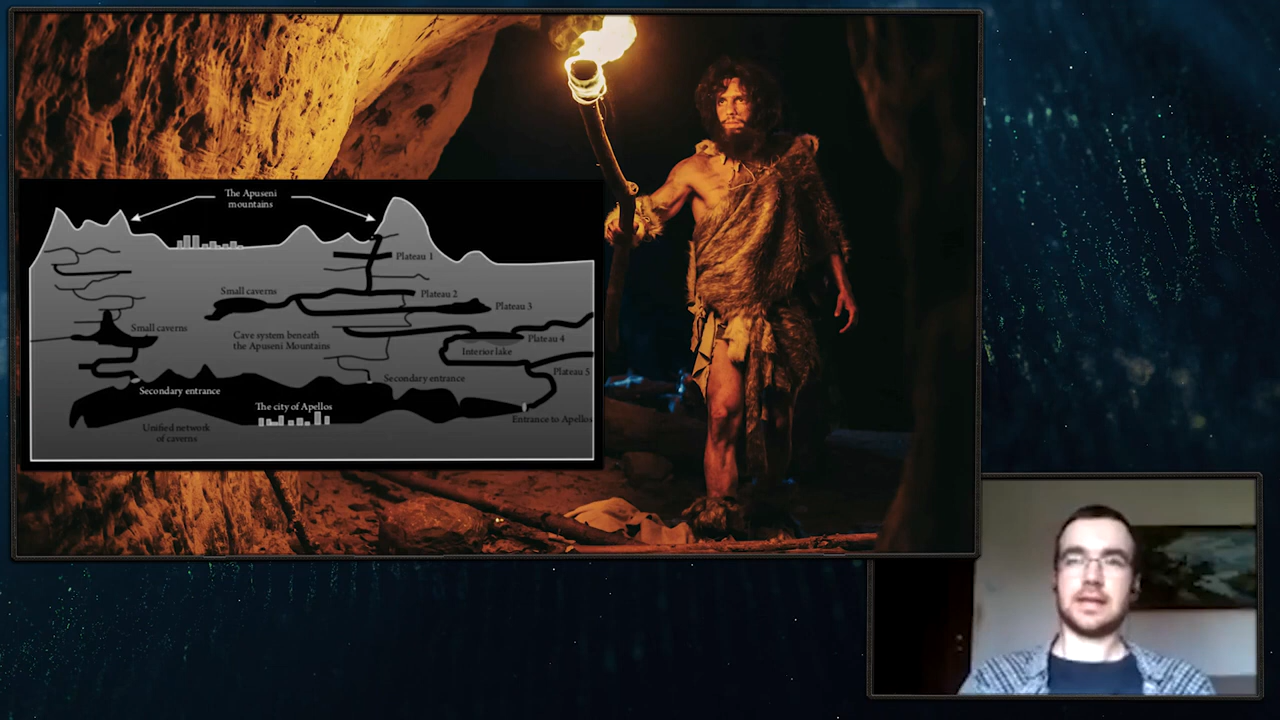 The Apuseni
mountains
Plateau 1
Small caverns
Plateau 2
Plateau 3
Small caverns
Cave system beneath
the Apuseni Mountains
Plateau 4
Interior lake
Plateau 5
Secondary entrance
Secondary entrance
The city of Apellos
Entrance to Apellos
Unified network
of caverns